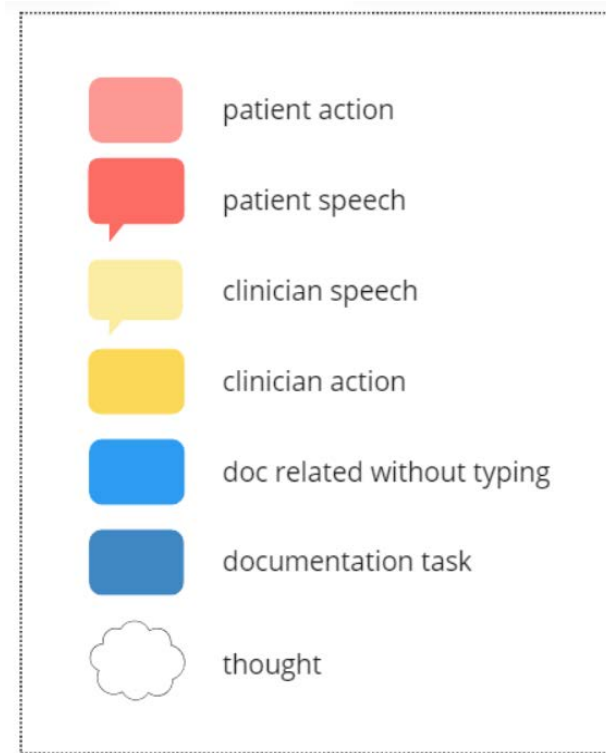 patient action
patient speech
clinician speech
clinician action
doc related without typing
documentation task
thought